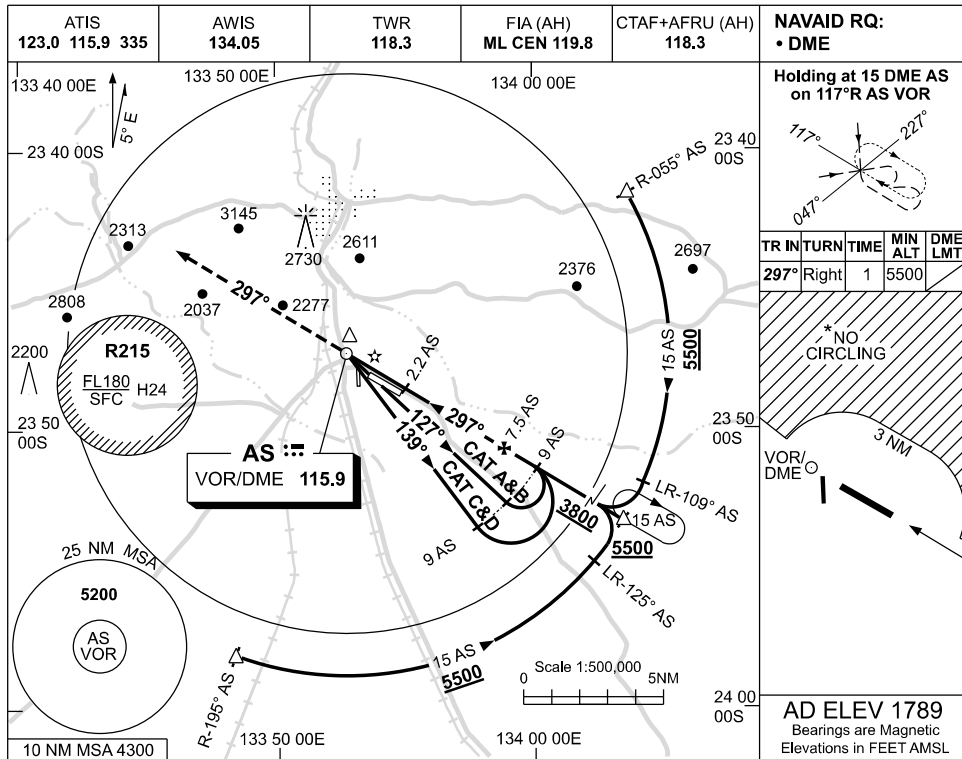 ATIS
123.0 115.9 335
AWIS
134.05
TWR
118.3
FIA (AH)
ML CEN 119.8
CTAF+AFRU (AH)
118.3
NAVAID RQ:
• DME
133 40 00E
133 50 00E
134 00 00E
5° E
23 40
00S
23 40
00S
R-055° AS
Holding at 15 DME AS
on 117°R AS VOR
117°
227°
047°
TR IN TURN TIME MIN ALT DME LMT
297° Right 1 5500
2313
3145
2730
2611
2376
2697
2808
2037
2277
297°
2200
R215
FL180
SFC
H24
2.2 AS
15 AS
5500
*NO
CIRCLING
3 NM
VOR/
DME
23 50
00S
23 50
00S
AS
VOR/DME 115.9
297°
7.5 AS
9 AS
127°
CAT A&B
139°
CAT C&D
9 AS
3800
15 AS
5500
LR-109° AS
LR-125° AS
25 NM MSA
5200
AS
VOR
10 NM MSA 4300
R-195° AS
15 AS
5500
Scale 1:500,000
0 5NM
24 00
00S
133 50 00E
134 00 00E
AD ELEV 1789
Bearings are Magnetic
Elevations in FEET AMSL